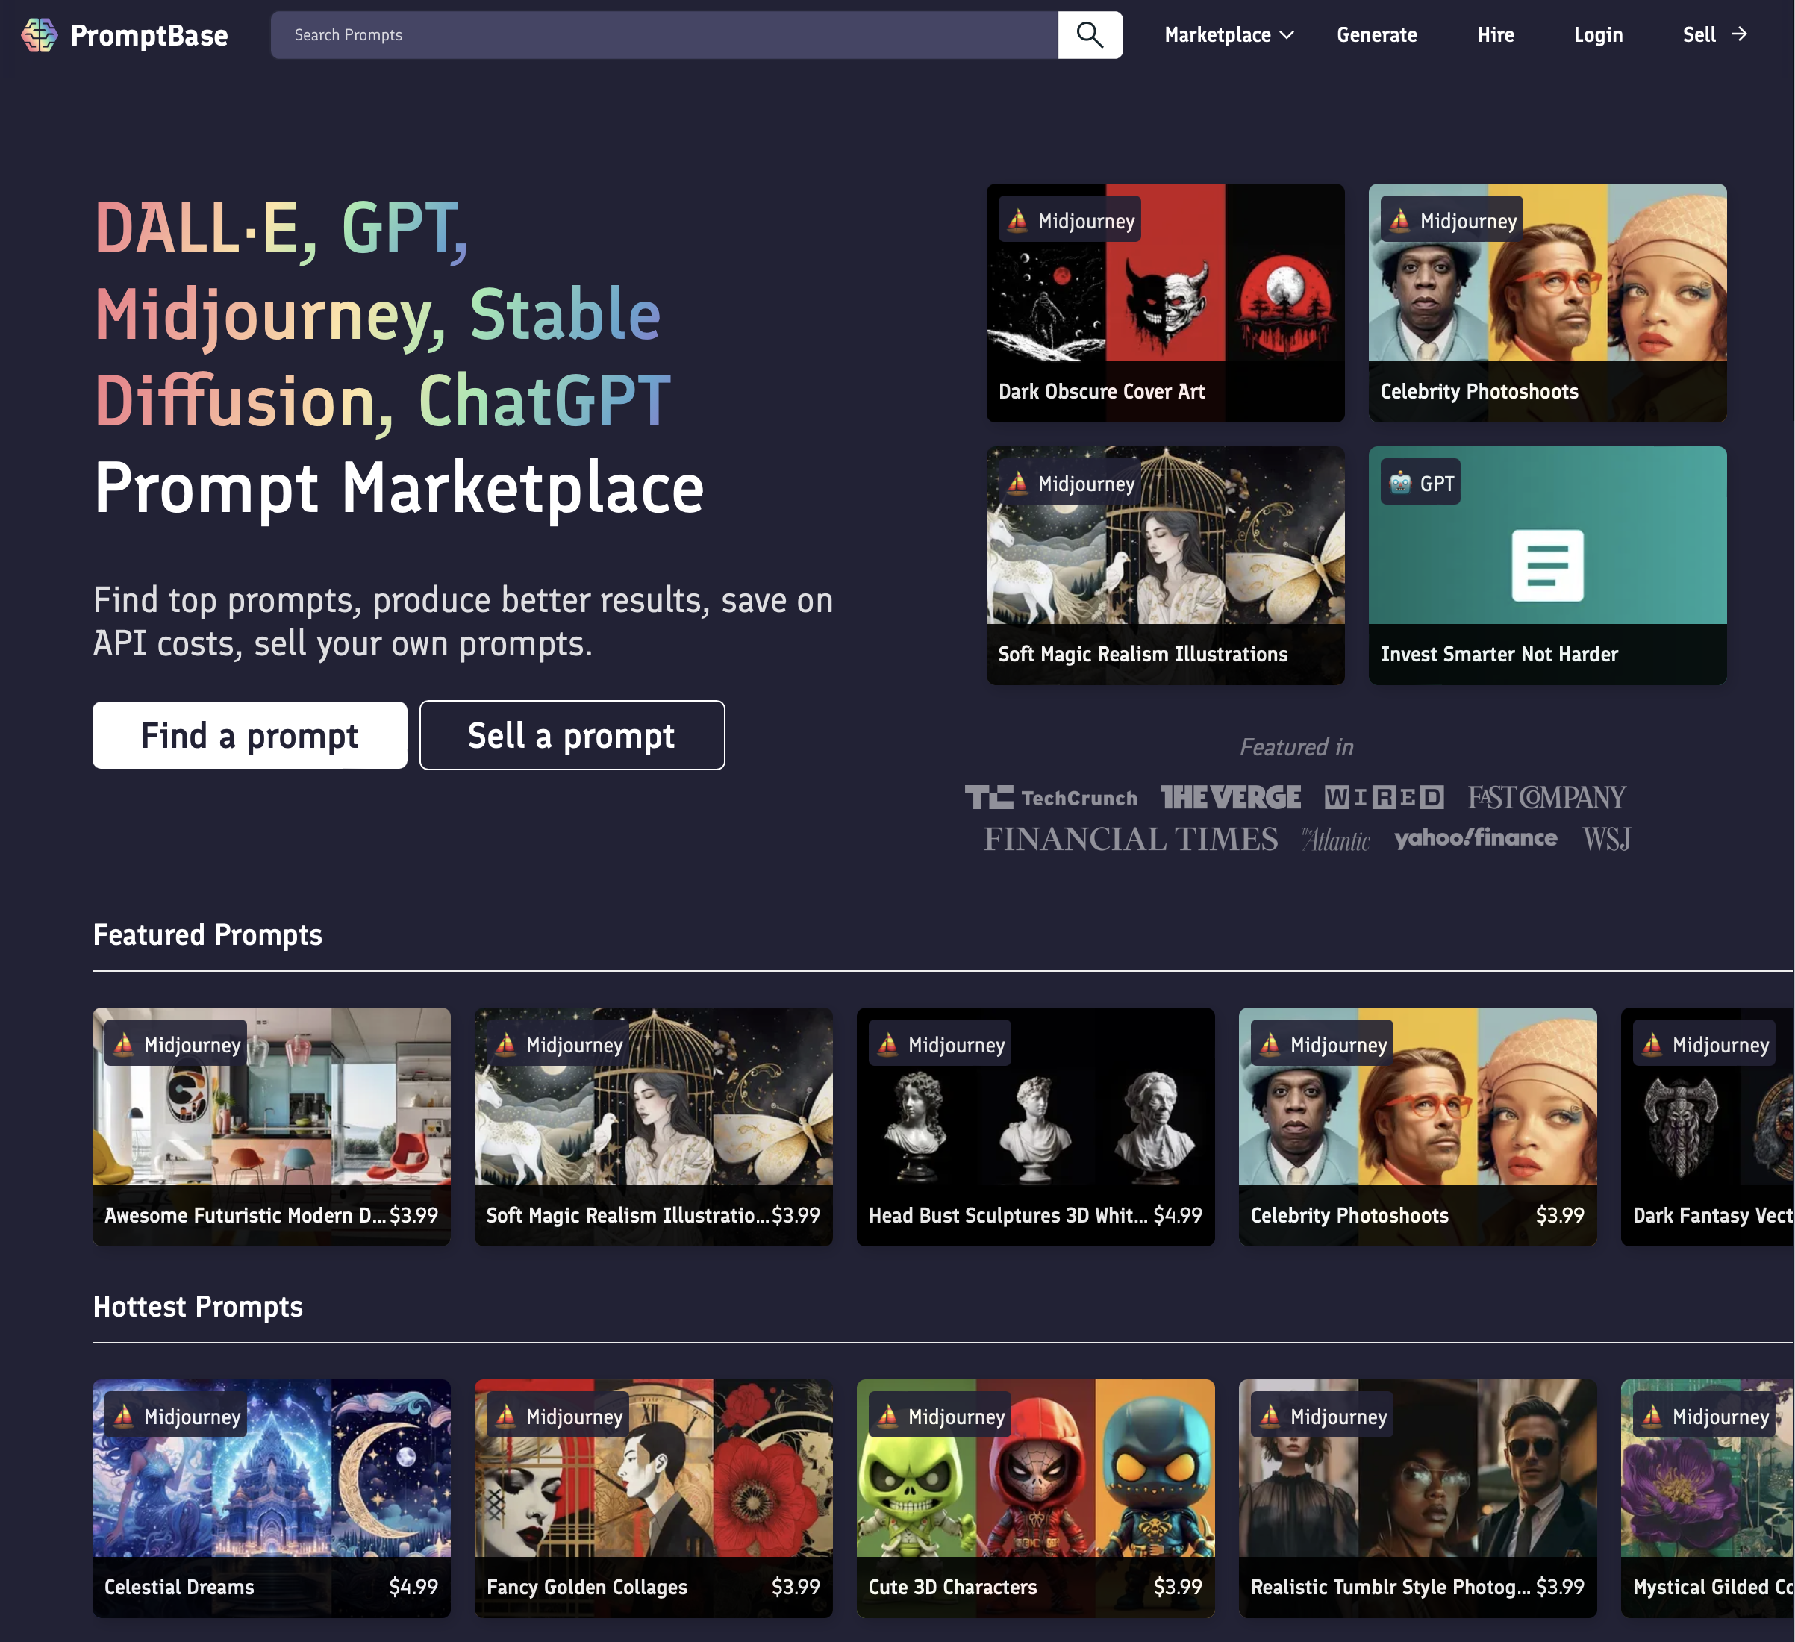 PromptBase
Search Prompts
Marketplace
Generate
Hire
Login
Sell →
DALL·E, GPT,
Midjourney, Stable
Diffusion, ChatGPT
Prompt Marketplace
Find top prompts, produce better results, save on
API costs, sell your own prompts.
Find a prompt
Sell a prompt
Midjourney
Dark Obscure Cover Art
Midjourney
Celebrity Photoshoots
Midjourney
Soft Magic Realism Illustrations
GPT
Invest Smarter Not Harder
Featured in
TC TechCrunch
THE VERGE
WIRED
FAST COMPANY
FINANCIAL TIMES
The Atlantic
yahoo!finance
WSJ
Featured Prompts
Midjourney
Awesome Futuristic Modern D... $3.99
Midjourney
Soft Magic Realism Illustratio... $3.99
Midjourney
Head Bust Sculptures 3D Whit... $4.99
Midjourney
Celebrity Photoshoots $3.99
Midjourney
Dark Fantasy Vect
Hottest Prompts
Midjourney
Celestial Dreams $4.99
Midjourney
Fancy Golden Collages $3.99
Midjourney
Cute 3D Characters $3.99
Midjourney
Realistic Tumblr Style Photog... $3.99
Midjourney
Mystical Gilded Co